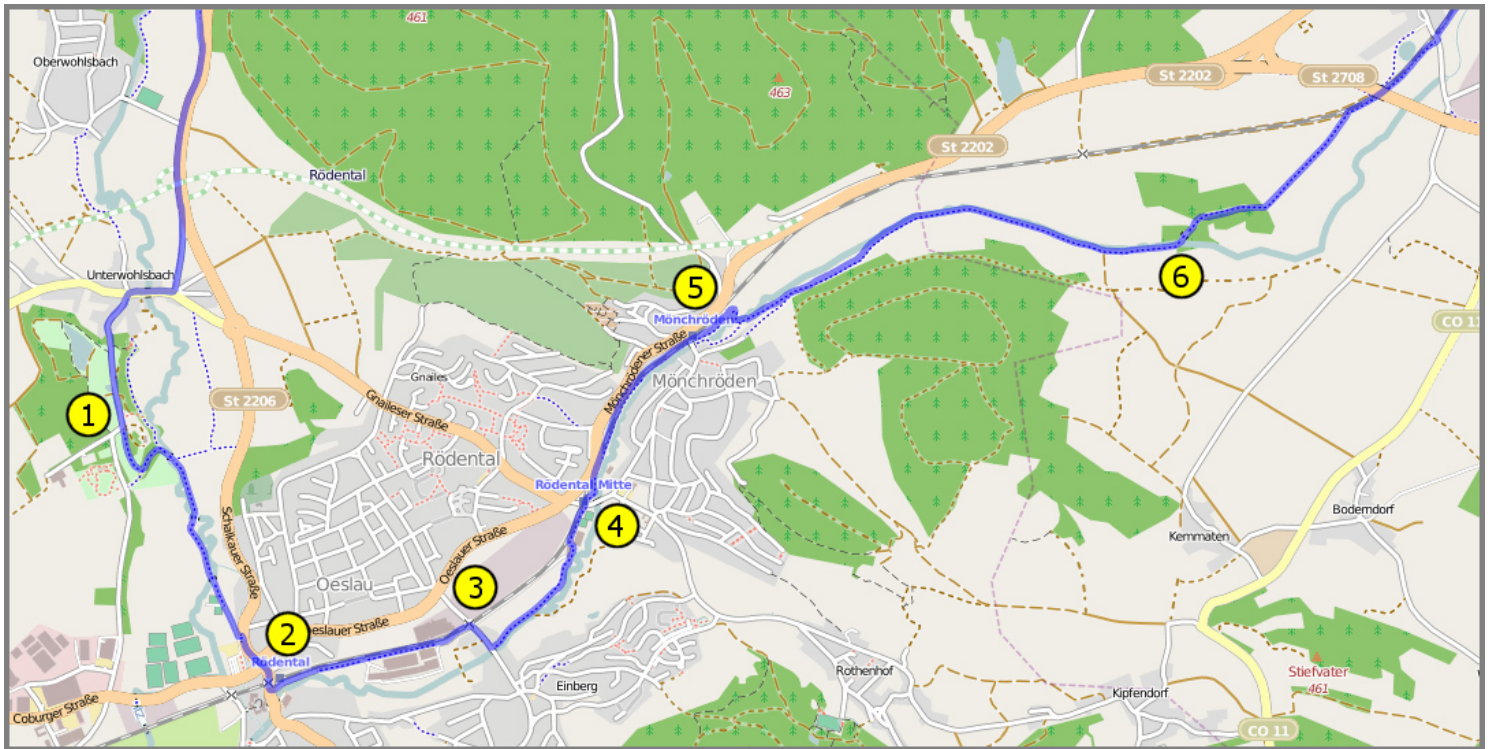 461
Oberwohlsbach
463
St 2202
St 2708
St 2202
Rödental
Unterwohlsbach
6
5
Mönchröden
CO 11
Mönchrödener Straße
Mönchröden
Gnailes
1
St 2206
Gnaileser Straße
Rödental
Rödental Mitte
4
Schalkauer Straße
Oeslauer Straße
Bodemdorf
Kemmaten
Oeslau
3
2
eslauer Straße
Rödental
Rothenhof
Stiefvater
461
Einberg
Kipfendorf
Coburger Straße
CO 11